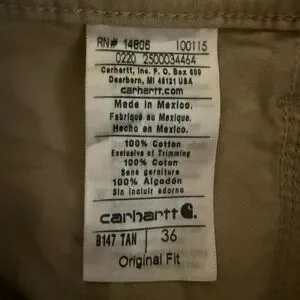 RN# 14806 100115
0220 2500034464
Carhartt, Inc. P. O. Box 600
Dearborn, MI 48121 USA
carhartt.com
Made in Mexico.
Fabriqué au Mexique.
Hecho en Mexico.
100% Cotton
Exclusive of Trimming
100% Coton
Sans garniture
100% Algodón
Sin incluir adorno
carhartt
B147 TAN 36
Original Fit